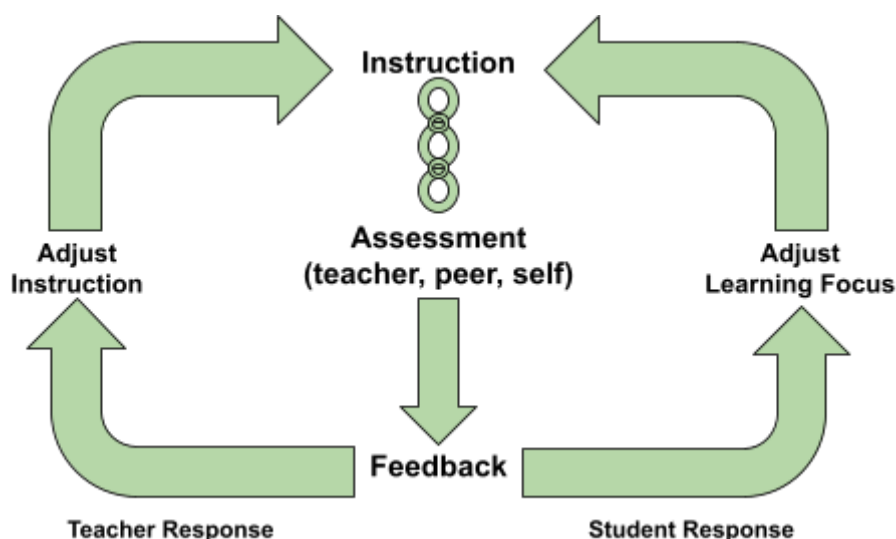 Instruction
Assessment
(teacher, peer, self)
Adjust
Instruction
Adjust
Learning Focus
Feedback
Teacher Response
Student Response